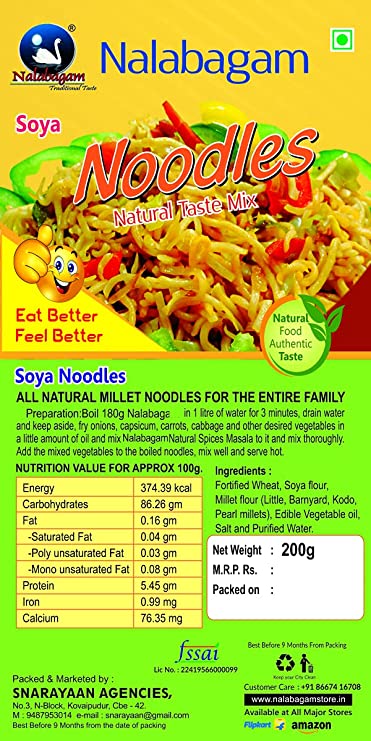 Nalabagam
Traditional Taste
Nalabagam
Soya
Noodles
Natural Taste Mix
Eat Better
Feel Better
Natural
Food
Authentic
Taste
Soya Noodles
ALL NATURAL MILLET NOODLES FOR THE ENTIRE FAMILY
Preparation:Boil 180g Nalabaga in 1 litre of water for 3 minutes, drain water
and keep aside, fry onions, capsicum, carrots, cabbage and other desired vegetables in
a little amount of oil and mix Nalabagam Natural Spices Masala to it and mix thoroughly.
Add the mixed vegetables to the boiled noodles, mix well and serve hot.
NUTRITION VALUE FOR APPROX 100g.
Energy 374.39 kcal
Carbohydrates 86.26 gm
Fat 0.16 gm
-Saturated Fat 0.04 gm
-Poly unsaturated Fat 0.03 gm
-Mono unsaturated Fat 0.08 gm
Protein 5.45 gm
Iron 0.99 mg
Calcium 76.35 mg
Ingredients :
Fortified Wheat, Soya flour,
Millet flour (Little, Barnyard, Kodo,
Pearl millets), Edible Vegetable oil,
Salt and Purified Water.
Net Weight : 200g
M.R.P. Rs. :
Packed on :
fssai
Lic No. : 22419566000099
Packed & Marketed by :
SNARAYAAN AGENCIES,
No.3, N-Block, Kovaipudur, Cbe - 42.
M : 9487953014 e-mail : snarayaan@gmail.com
Best Before 9 Months from the date of packing
Best Before 9 Months From Packing
Keep your City Clean
Customer Care : +91 86674 16708
www.nalabagamstore.in
Available at All Major Stores
Flipkart amazon